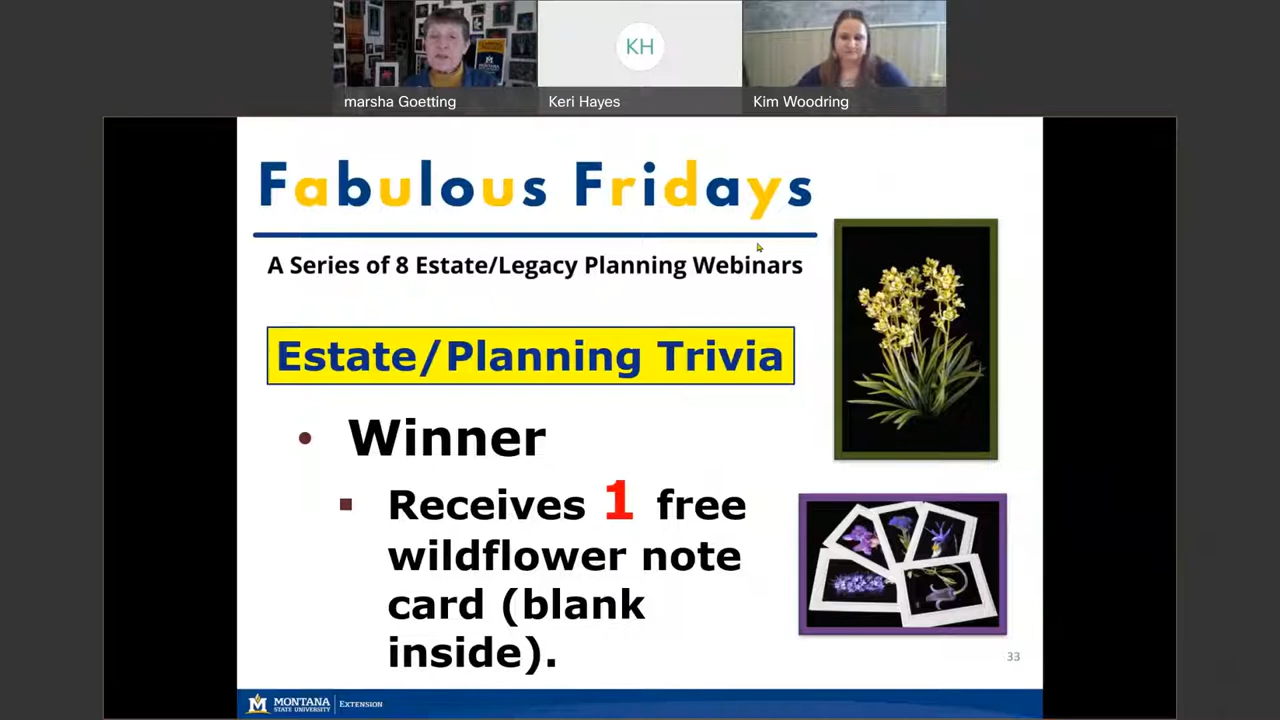 KH
marsha Goetting
Keri Hayes
Kim Woodring
Fabulous Fridays
A Series of 8 Estate/Legacy Planning Webinars
Estate/Planning Trivia
• Winner
▪ Receives 1 free
wildflower note
card (blank
inside).
33
M MONTANA
STATE UNIVERSITY
EXTENSION